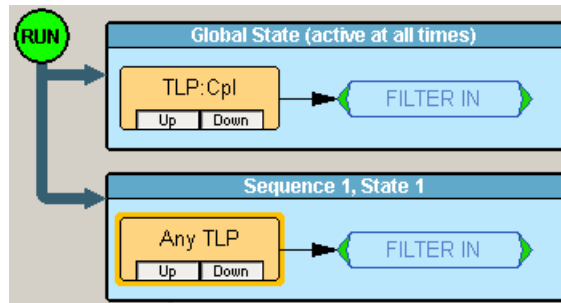 RUN
Global State (active at all times)
TLP:Cpl
Up Down
FILTER IN
Sequence 1, State 1
Any TLP
Up Down
FILTER IN